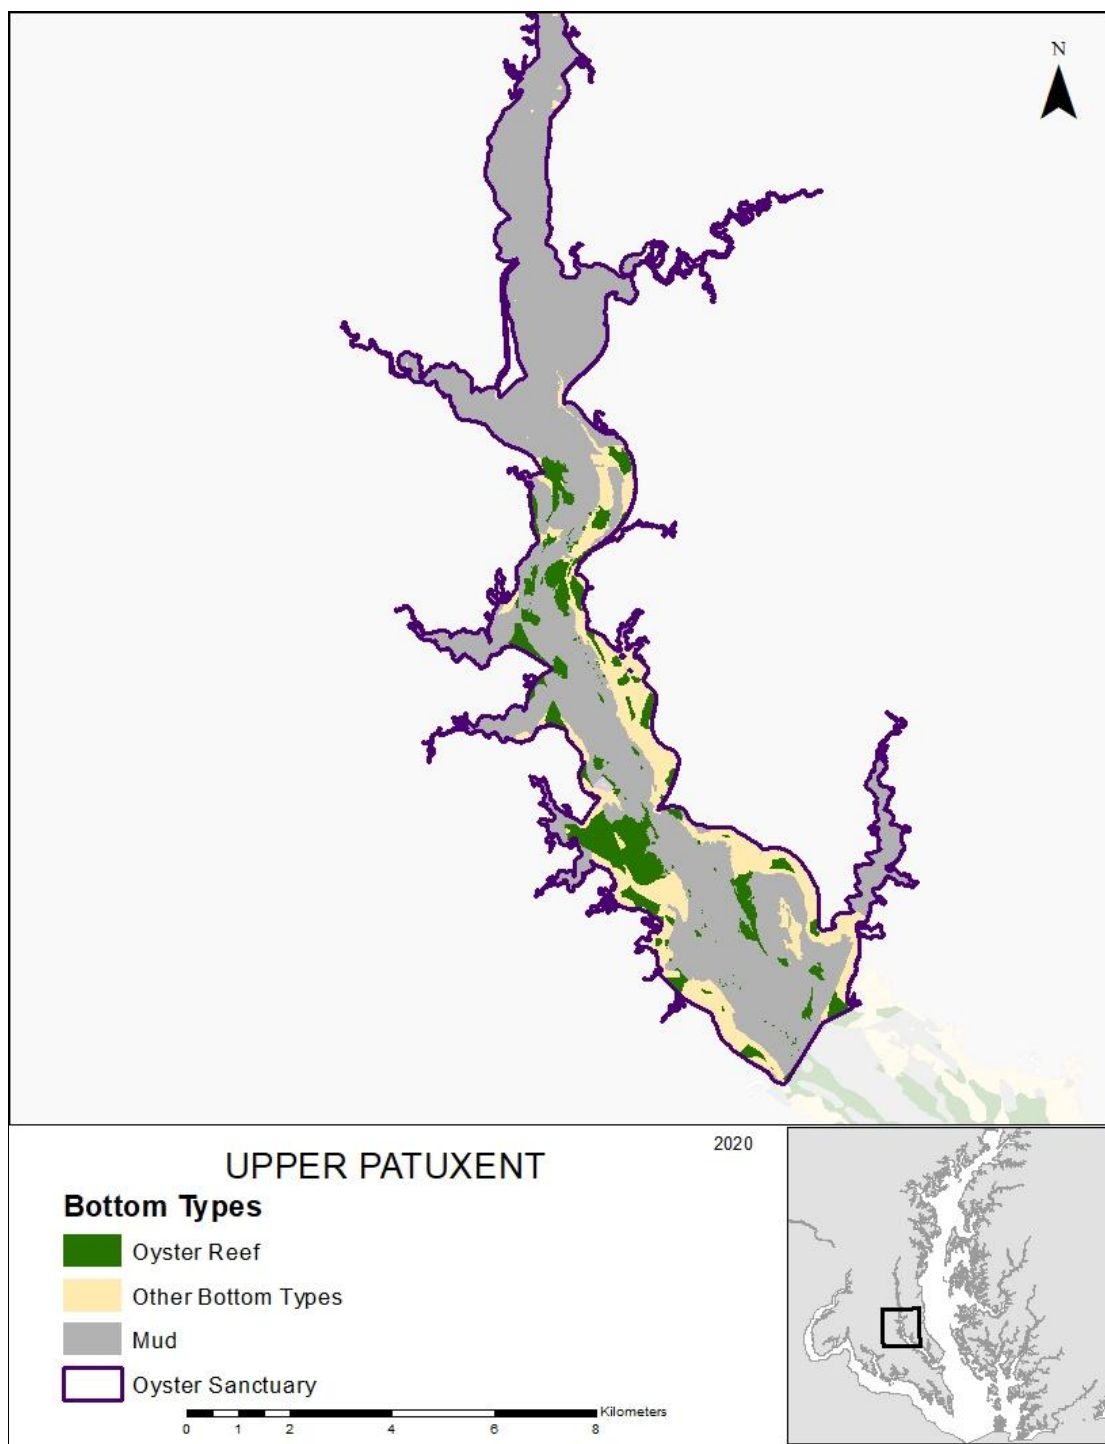 N
2020
UPPER PATUXENT
Bottom Types
Oyster Reef
Other Bottom Types
Mud
Oyster Sanctuary
Kilometers
0 1 2 4 6 8